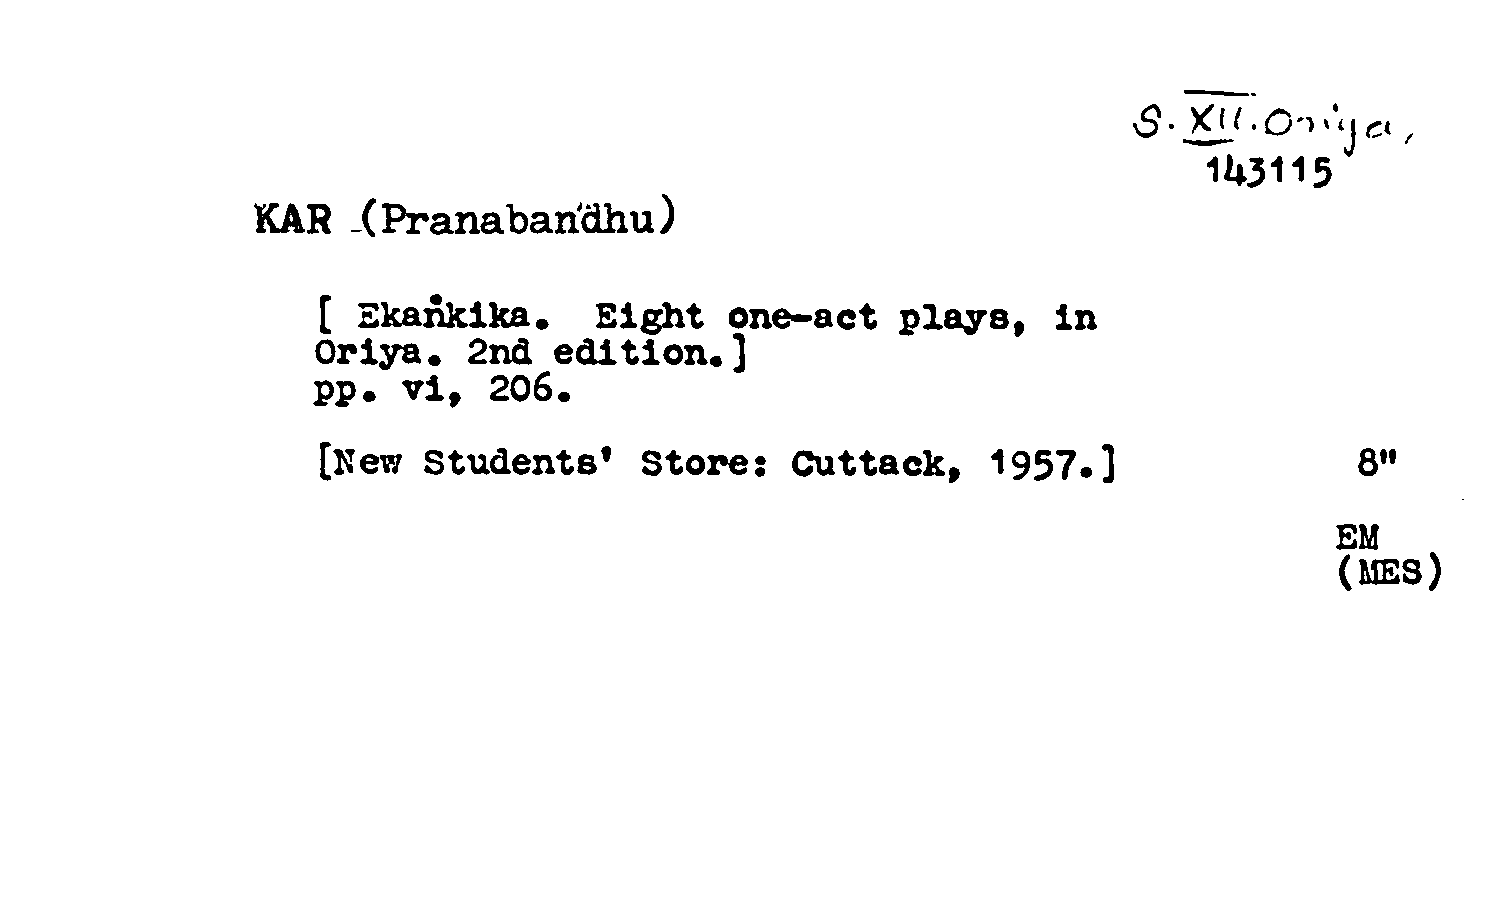 S. XII. Oriya.
143115
KAR (Pranabandhu)
[ Ekaṅkika. Eight one-act plays, in
Oriya. 2nd edition.]
pp. vi, 206.
[New Students' Store: Cuttack, 1957.] 8"
EM
(MES)